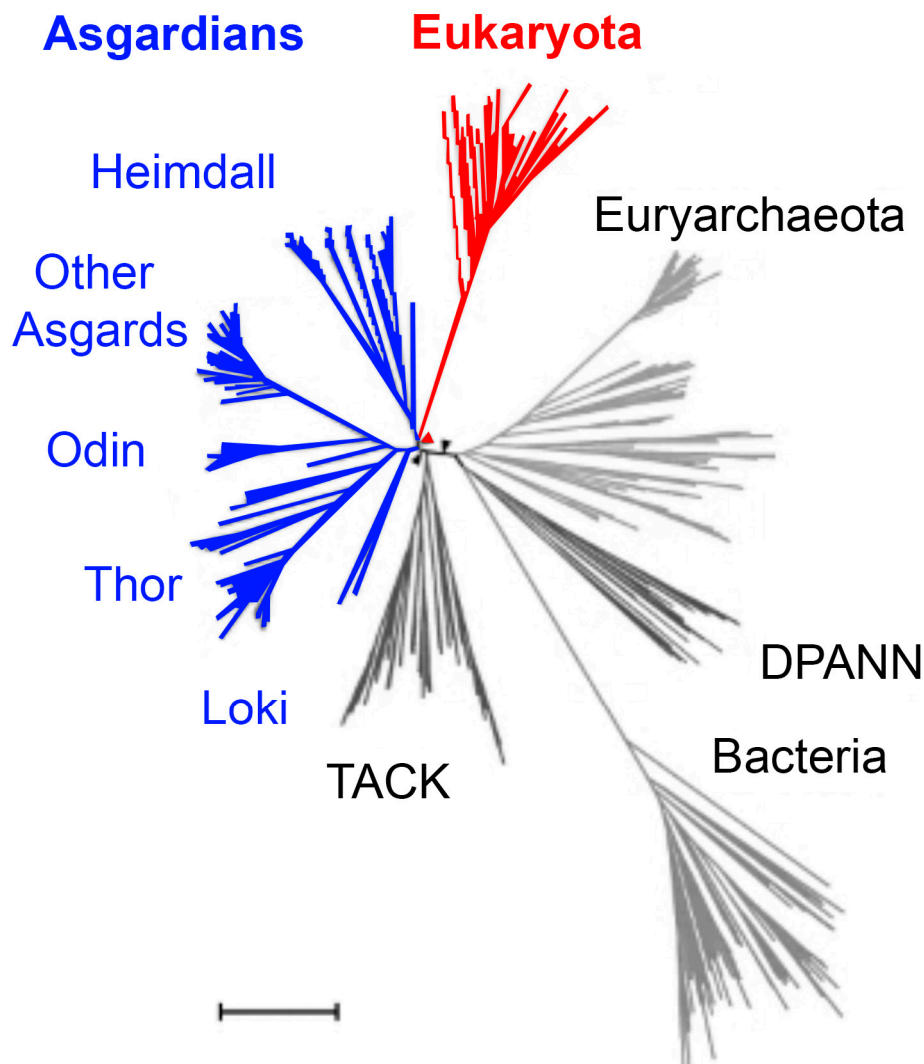 Asgardians
Eukaryota
Heimdall
Euryarchaeota
Other
Asgards
Odin
Thor
DPANN
Loki
Bacteria
TACK